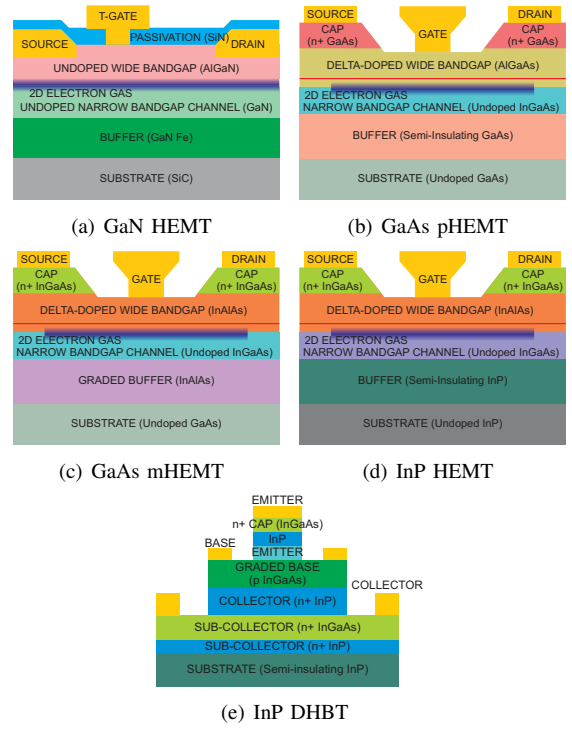 T-GATE
PASSIVATION (SiN)
SOURCE
DRAIN
UNDOPED WIDE BANDGAP (AlGaN)
2D ELECTRON GAS
UNDOPED NARROW BANDGAP CHANNEL (GaN)
BUFFER (GaN Fe)
SUBSTRATE (SiC)
(a) GaN HEMT
SOURCE
DRAIN
CAP
(n+ GaAs)
GATE
CAP
(n+ GaAs)
DELTA-DOPED WIDE BANDGAP (AlGaAs)
2D ELECTRON GAS
NARROW BANDGAP CHANNEL (Undoped InGaAs)
BUFFER (Semi-Insulating GaAs)
SUBSTRATE (Undoped GaAs)
(b) GaAs pHEMT
SOURCE
DRAIN
CAP
(n+ InGaAs)
GATE
CAP
(n+ InGaAs)
DELTA-DOPED WIDE BANDGAP (InAlAs)
2D ELECTRON GAS
NARROW BANDGAP CHANNEL (Undoped InGaAs)
GRADED BUFFER (InAlAs)
SUBSTRATE (Undoped GaAs)
(c) GaAs mHEMT
SOURCE
DRAIN
CAP
(n+ InGaAs)
GATE
CAP
(n+ InGaAs)
DELTA-DOPED WIDE BANDGAP (InAlAs)
2D ELECTRON GAS
NARROW BANDGAP CHANNEL (Undoped InGaAs)
BUFFER (Semi-Insulating InP)
SUBSTRATE (Undoped InP)
(d) InP HEMT
EMITTER
n+ CAP (InGaAs)
InP
BASE
EMITTER
GRADED BASE
(p InGaAs)
COLLECTOR
COLLECTOR (n+ InP)
SUB-COLLECTOR (n+ InGaAs)
SUB-COLLECTOR (n+ InP)
SUBSTRATE (Semi-insulating InP)
(e) InP DHBT